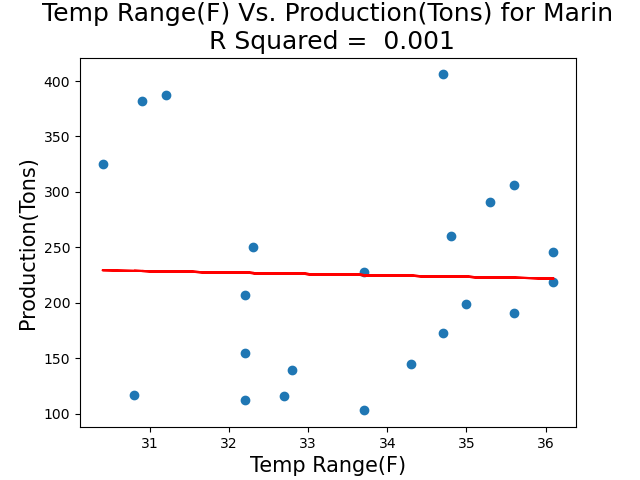 Temp Range(F) Vs. Production(Tons) for Marin
R Squared =  0.001
400
350
300
250
200
150
100
Production(Tons)
31 32 33 34 35 36
Temp Range(F)